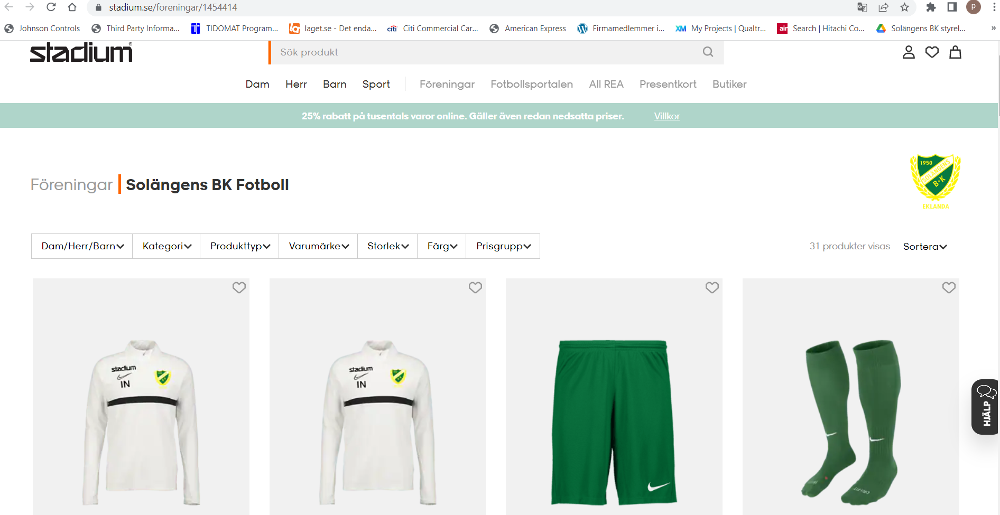 stadium.se/foreningar/1454414
P
Johnson Controls
Third Party Informa...
TIDOMAT Program...
laget.se - Det enda...
citi Citi Commercial Car...
American Express
Firmamedlemmer i...
XM My Projects | Qualtr...
air Search | Hitachi Co...
Solängens BK styrel...
»
stadium®
Sök produkt
Dam
Herr
Barn
Sport
Föreningar
Fotbollsportalen
All REA
Presentkort
Butiker
25% rabatt på tusentals varor online. Gäller även redan nedsatta priser.
Villkor
Föreningar
Solängens BK Fotboll
1950
SOLÄNGENS
B·K
EKLANDA
Dam/Herr/Barn
Kategori
Produkttyp
Varumärke
Storlek
Färg
Prisgrupp
31 produkter visas
Sortera
stadium
IN
B·K
stadium
IN
B·K
HJÄLP